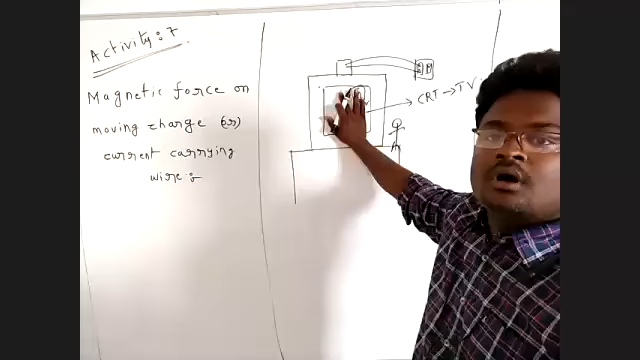 Activity: 7
Magnetic force on
moving charge (or)
current carrying
wire :-
CRT → TV